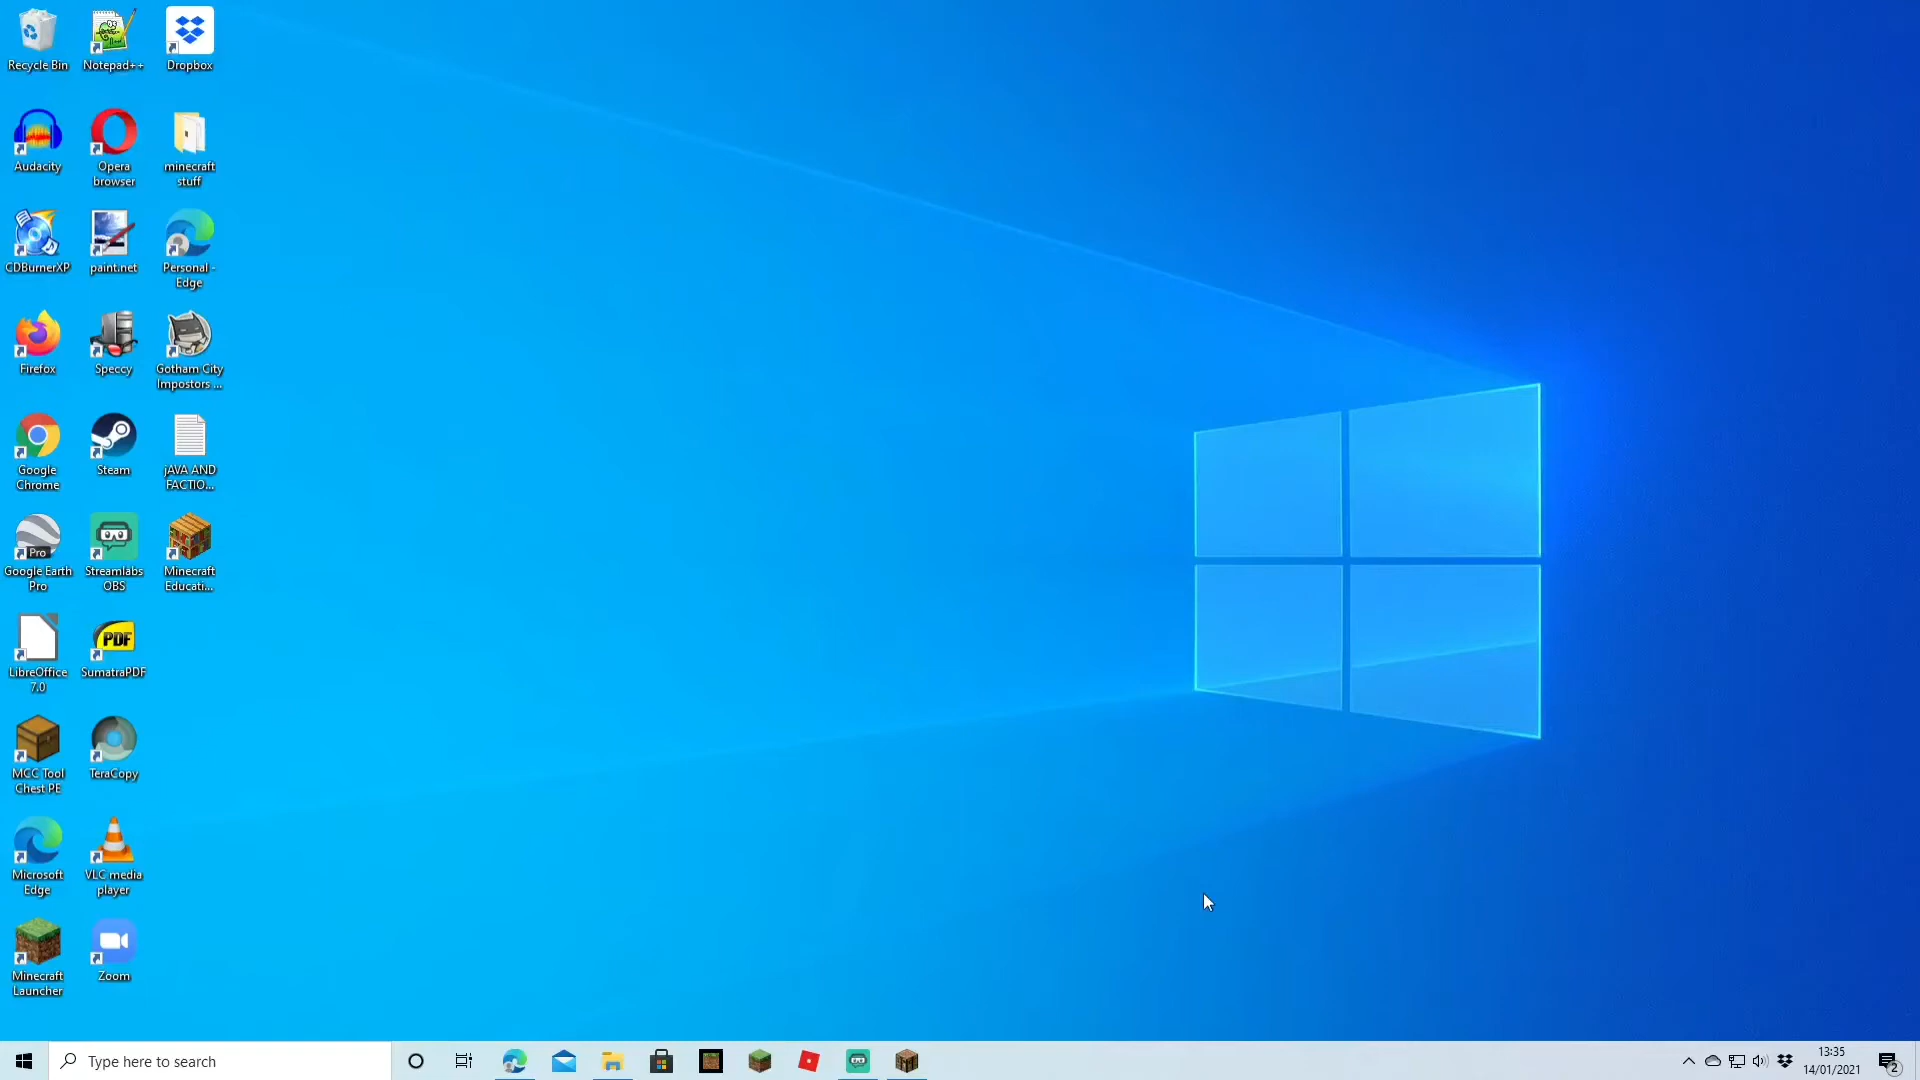 Recycle Bin
Notepad++
Dropbox
Audacity
Opera
browser
minecraft
stuff
CDBurnerXP
paint.net
Personal -
Edge
Firefox
Speccy
Gotham City
Impostors ...
Google
Chrome
Steam
jAVA AND
FACTIO...
Pro
Google Earth
Pro
Streamlabs
OBS
Minecraft
Educati...
LibreOffice
7.0
PDF
SumatraPDF
MCC Tool
Chest PE
TeraCopy
Microsoft
Edge
VLC media
player
Minecraft
Launcher
Zoom
Type here to search
13:35
14/01/2021
2